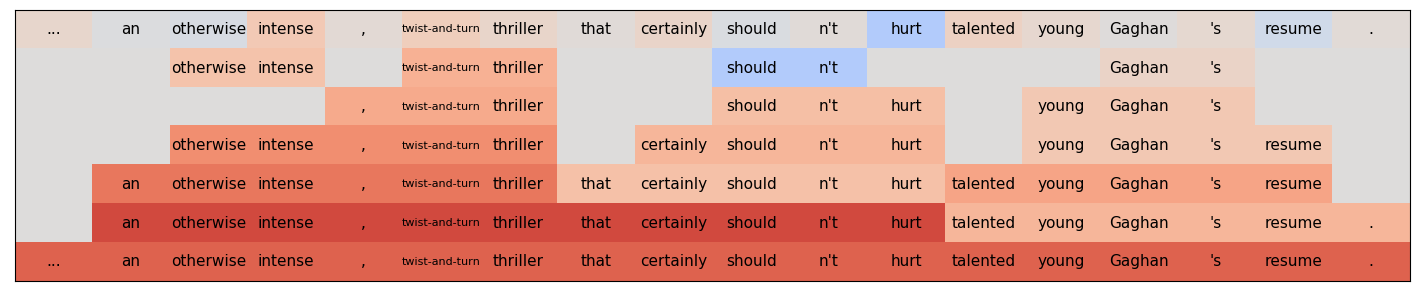 ... an otherwise intense , twist-and-turn thriller that certainly should n't hurt talented young Gaghan 's resume .
otherwise intense twist-and-turn thriller should n't Gaghan 's
, twist-and-turn thriller should n't hurt young Gaghan 's
otherwise intense , twist-and-turn thriller certainly should n't hurt young Gaghan 's resume
an otherwise intense , twist-and-turn thriller that certainly should n't hurt talented young Gaghan 's resume
an otherwise intense , twist-and-turn thriller that certainly should n't hurt talented young Gaghan 's resume .
... an otherwise intense , twist-and-turn thriller that certainly should n't hurt talented young Gaghan 's resume .